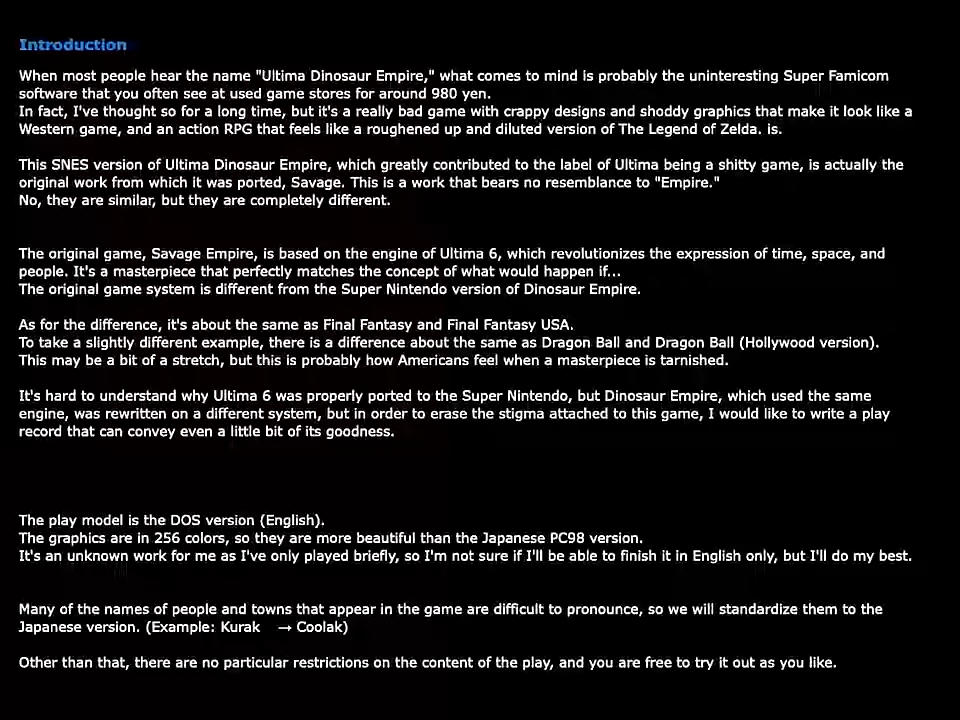 Introduction
When most people hear the name "Ultima Dinosaur Empire," what comes to mind is probably the uninteresting Super Famicom
software that you often see at used game stores for around 980 yen.
In fact, I've thought so for a long time, but it's a really bad game with crappy designs and shoddy graphics that make it look like a
Western game, and an action RPG that feels like a roughened up and diluted version of The Legend of Zelda. is.
This SNES version of Ultima Dinosaur Empire, which greatly contributed to the label of Ultima being a shitty game, is actually the
original work from which it was ported, Savage. This is a work that bears no resemblance to "Empire."
No, they are similar, but they are completely different.
The original game, Savage Empire, is based on the engine of Ultima 6, which revolutionizes the expression of time, space, and
people. It's a masterpiece that perfectly matches the concept of what would happen if...
The original game system is different from the Super Nintendo version of Dinosaur Empire.
As for the difference, it's about the same as Final Fantasy and Final Fantasy USA.
To take a slightly different example, there is a difference about the same as Dragon Ball and Dragon Ball (Hollywood version).
This may be a bit of a stretch, but this is probably how Americans feel when a masterpiece is tarnished.
It's hard to understand why Ultima 6 was properly ported to the Super Nintendo, but Dinosaur Empire, which used the same
engine, was rewritten on a different system, but in order to erase the stigma attached to this game, I would like to write a play
record that can convey even a little bit of its goodness.
The play model is the DOS version (English).
The graphics are in 256 colors, so they are more beautiful than the Japanese PC98 version.
It's an unknown work for me as I've only played briefly, so I'm not sure if I'll be able to finish it in English only, but I'll do my best.
Many of the names of people and towns that appear in the game are difficult to pronounce, so we will standardize them to the
Japanese version. (Example: Kurak → Coolak)
Other than that, there are no particular restrictions on the content of the play, and you are free to try it out as you like.